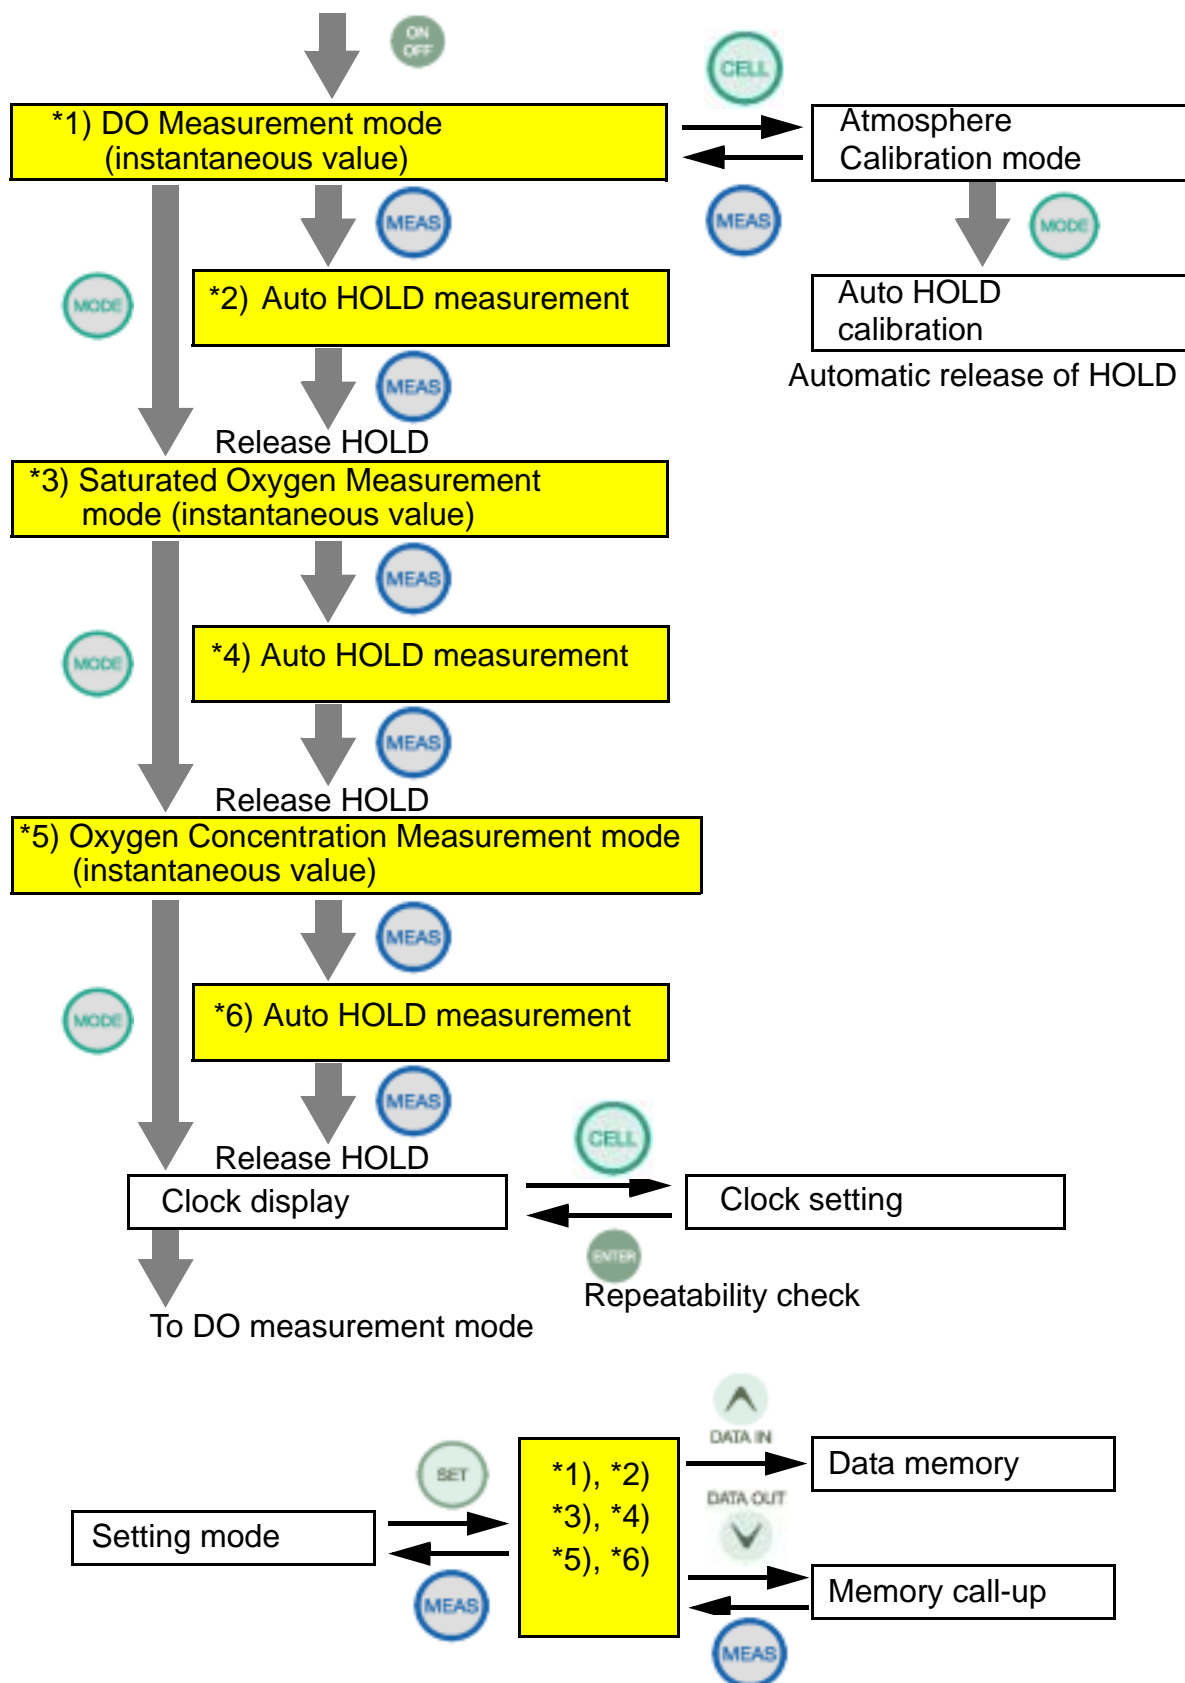 ON
OFF
CELL
*1) DO Measurement mode
(instantaneous value)
Atmosphere
Calibration mode
MEAS
MEAS
MODE
MODE
*2) Auto HOLD measurement
Auto HOLD
calibration
MEAS
Automatic release of HOLD
Release HOLD
*3) Saturated Oxygen Measurement
mode (instantaneous value)
MEAS
MODE
*4) Auto HOLD measurement
MEAS
Release HOLD
*5) Oxygen Concentration Measurement mode
(instantaneous value)
MEAS
MODE
*6) Auto HOLD measurement
MEAS
CELL
Release HOLD
Clock display
Clock setting
ENTER
Repeatability check
To DO measurement mode
DATA IN
SET
*1), *2)
Data memory
DATA OUT
*3), *4)
Setting mode
*5), *6)
Memory call-up
MEAS
MEAS